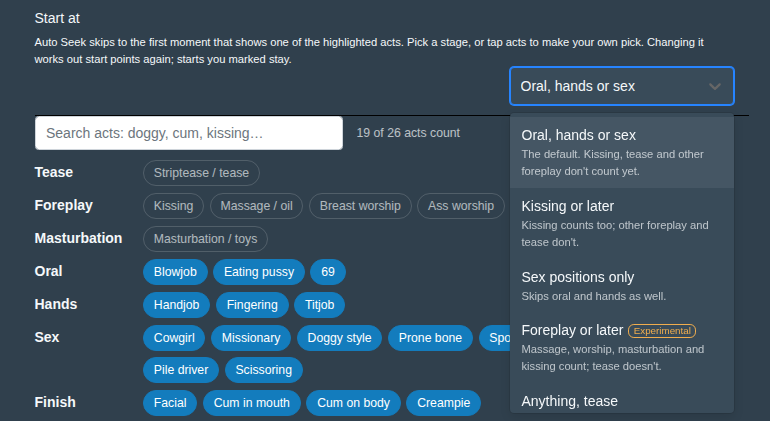 Start at
Auto Seek skips to the first moment that shows one of the highlighted acts. Pick a stage, or tap acts to make your own pick. Changing it
works out start points again; starts you marked stay.
Oral, hands or sex
Search acts: doggy, cum, kissing…
19 of 26 acts count
Tease
Striptease / tease
Foreplay
Kissing
Massage / oil
Breast worship
Ass worship
Masturbation
Masturbation / toys
Oral
Blowjob
Eating pussy
69
Hands
Handjob
Fingering
Titjob
Sex
Cowgirl
Missionary
Doggy style
Prone bone
Spo
Pile driver
Scissoring
Finish
Facial
Cum in mouth
Cum on body
Creampie
Oral, hands or sex
The default. Kissing, tease and other
foreplay don't count yet.
Kissing or later
Kissing counts too; other foreplay and
tease don't.
Sex positions only
Skips oral and hands as well.
Foreplay or later Experimental
Massage, worship, masturbation and
kissing count; tease doesn't.
Anything, tease